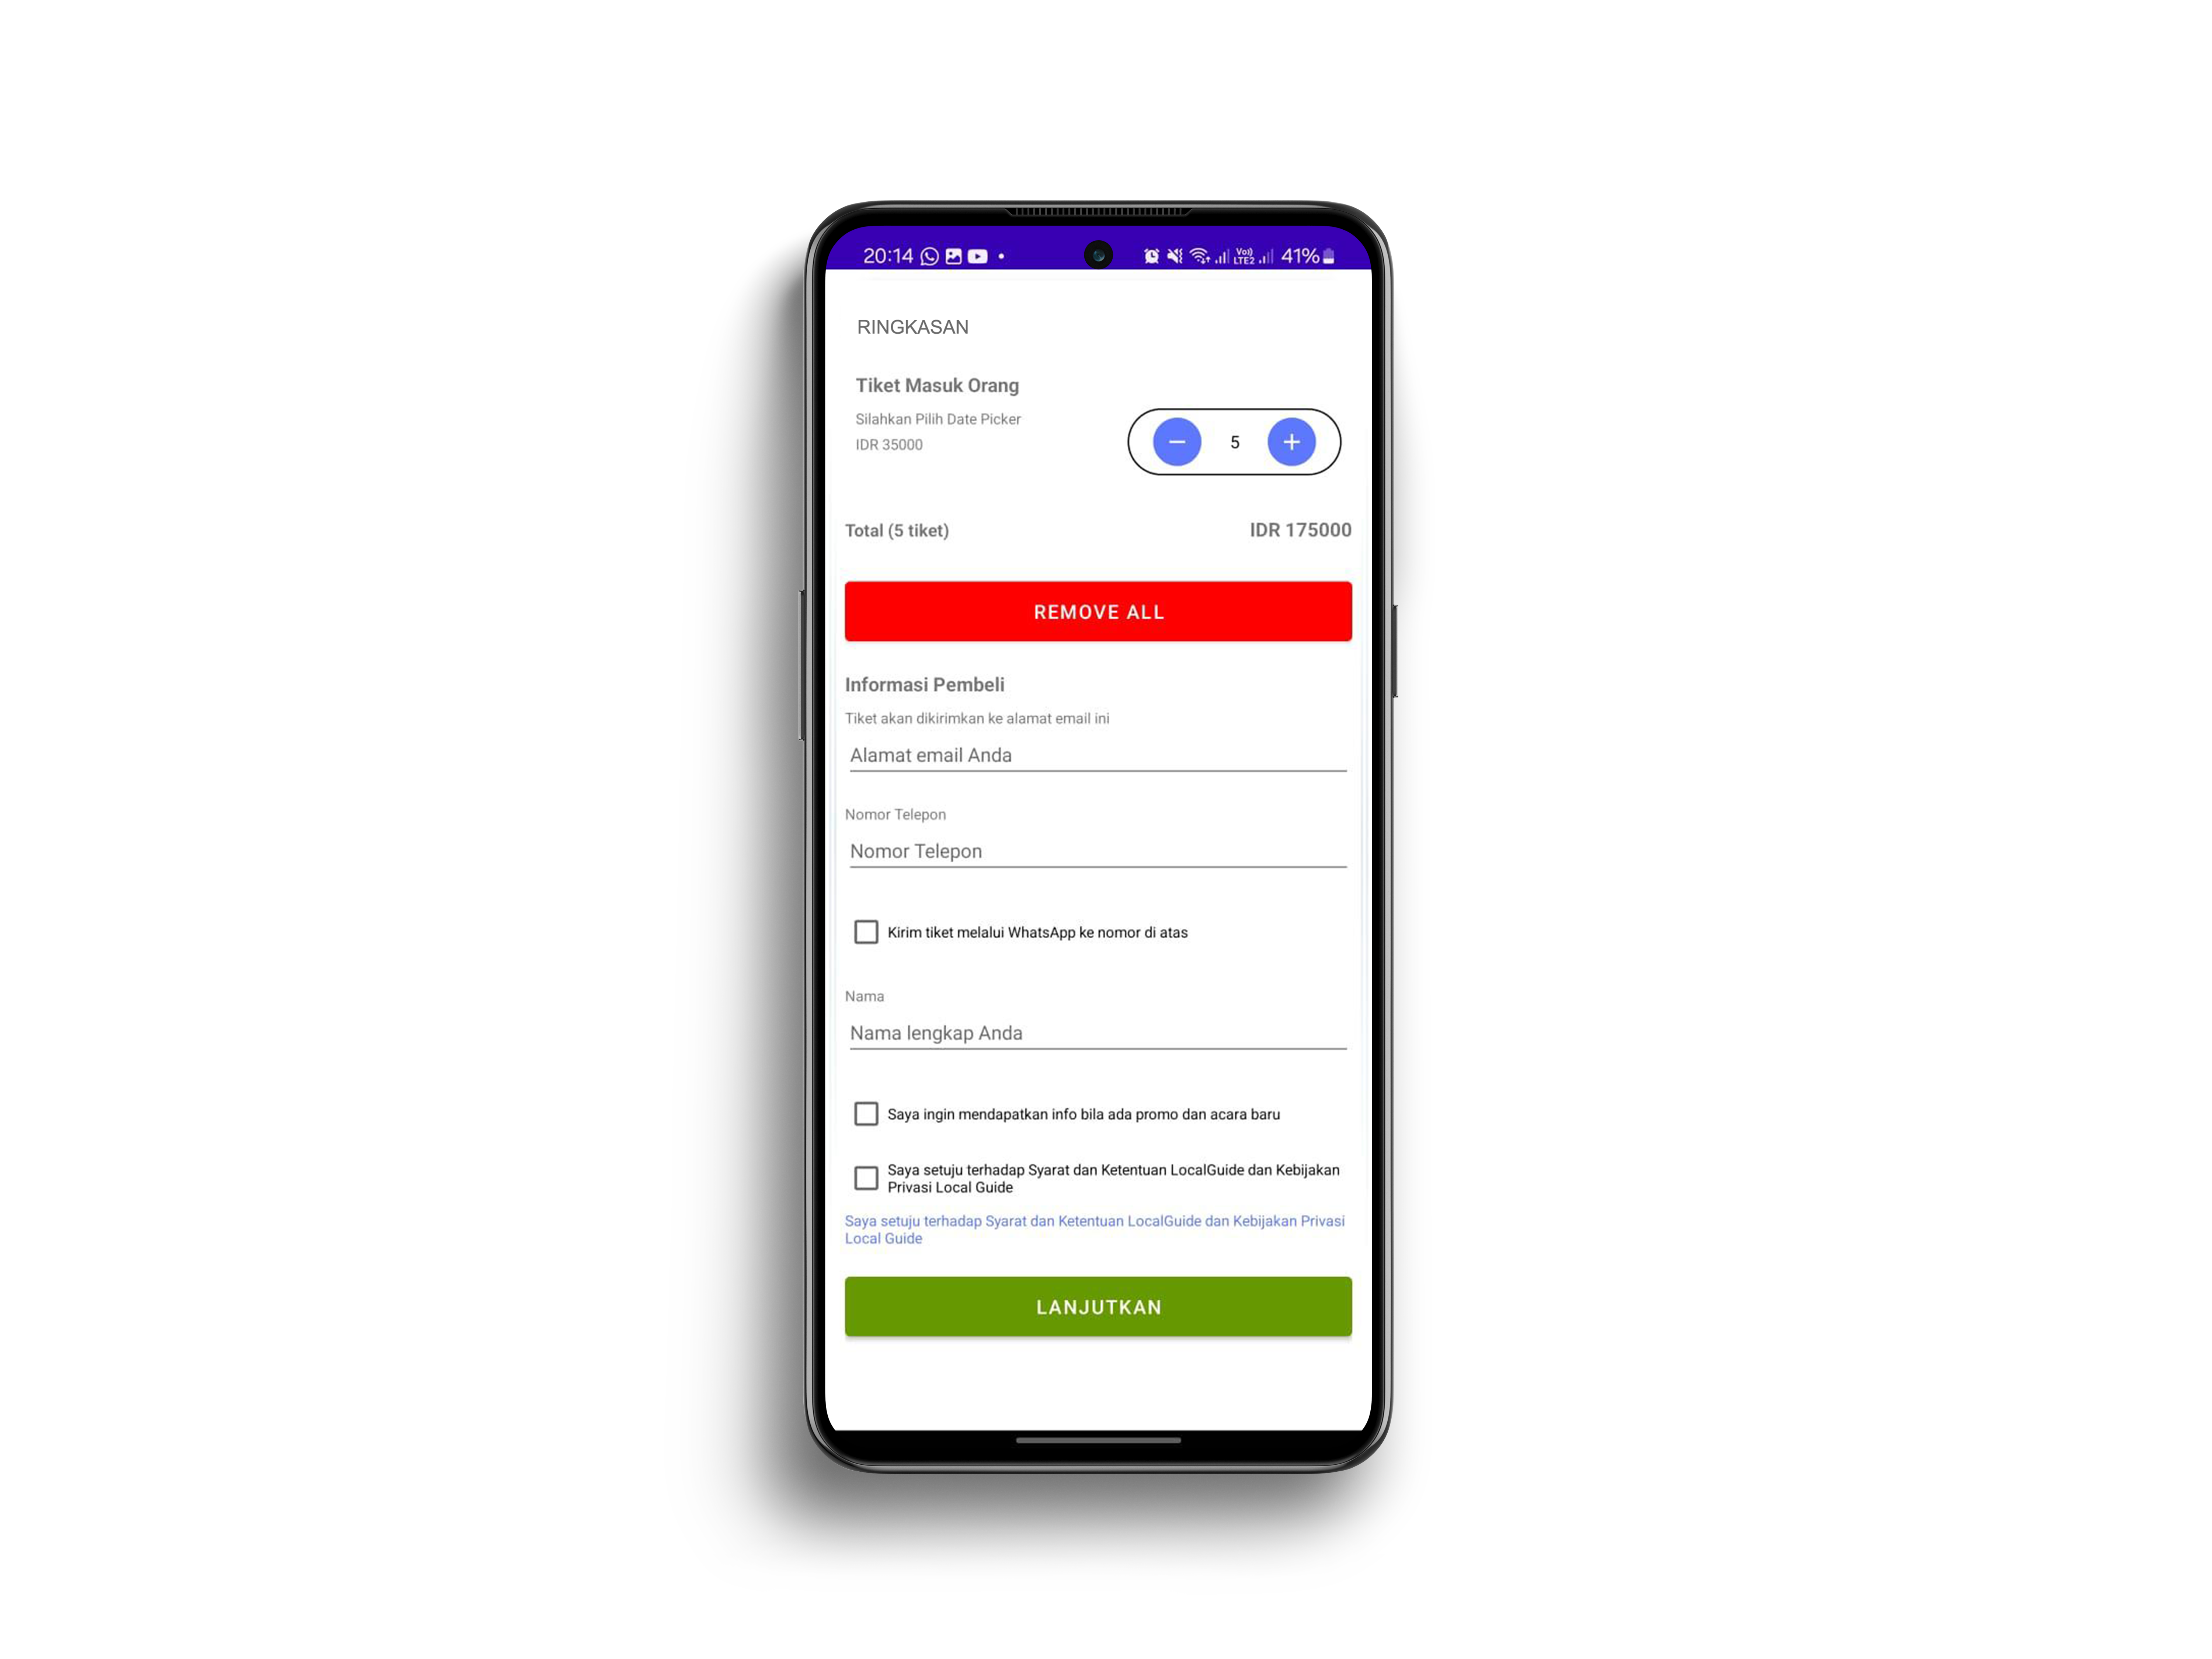 20:14
Vo)) LTE2 41%
RINGKASAN
Tiket Masuk Orang
Silahkan Pilih Date Picker
IDR 35000
5
Total (5 tiket) IDR 175000
REMOVE ALL
Informasi Pembeli
Tiket akan dikirimkan ke alamat email ini
Alamat email Anda
Nomor Telepon
Nomor Telepon
Kirim tiket melalui WhatsApp ke nomor di atas
Nama
Nama lengkap Anda
Saya ingin mendapatkan info bila ada promo dan acara baru
Saya setuju terhadap Syarat dan Ketentuan LocalGuide dan Kebijakan
Privasi Local Guide
Saya setuju terhadap Syarat dan Ketentuan LocalGuide dan Kebijakan Privasi
Local Guide
LANJUTKAN